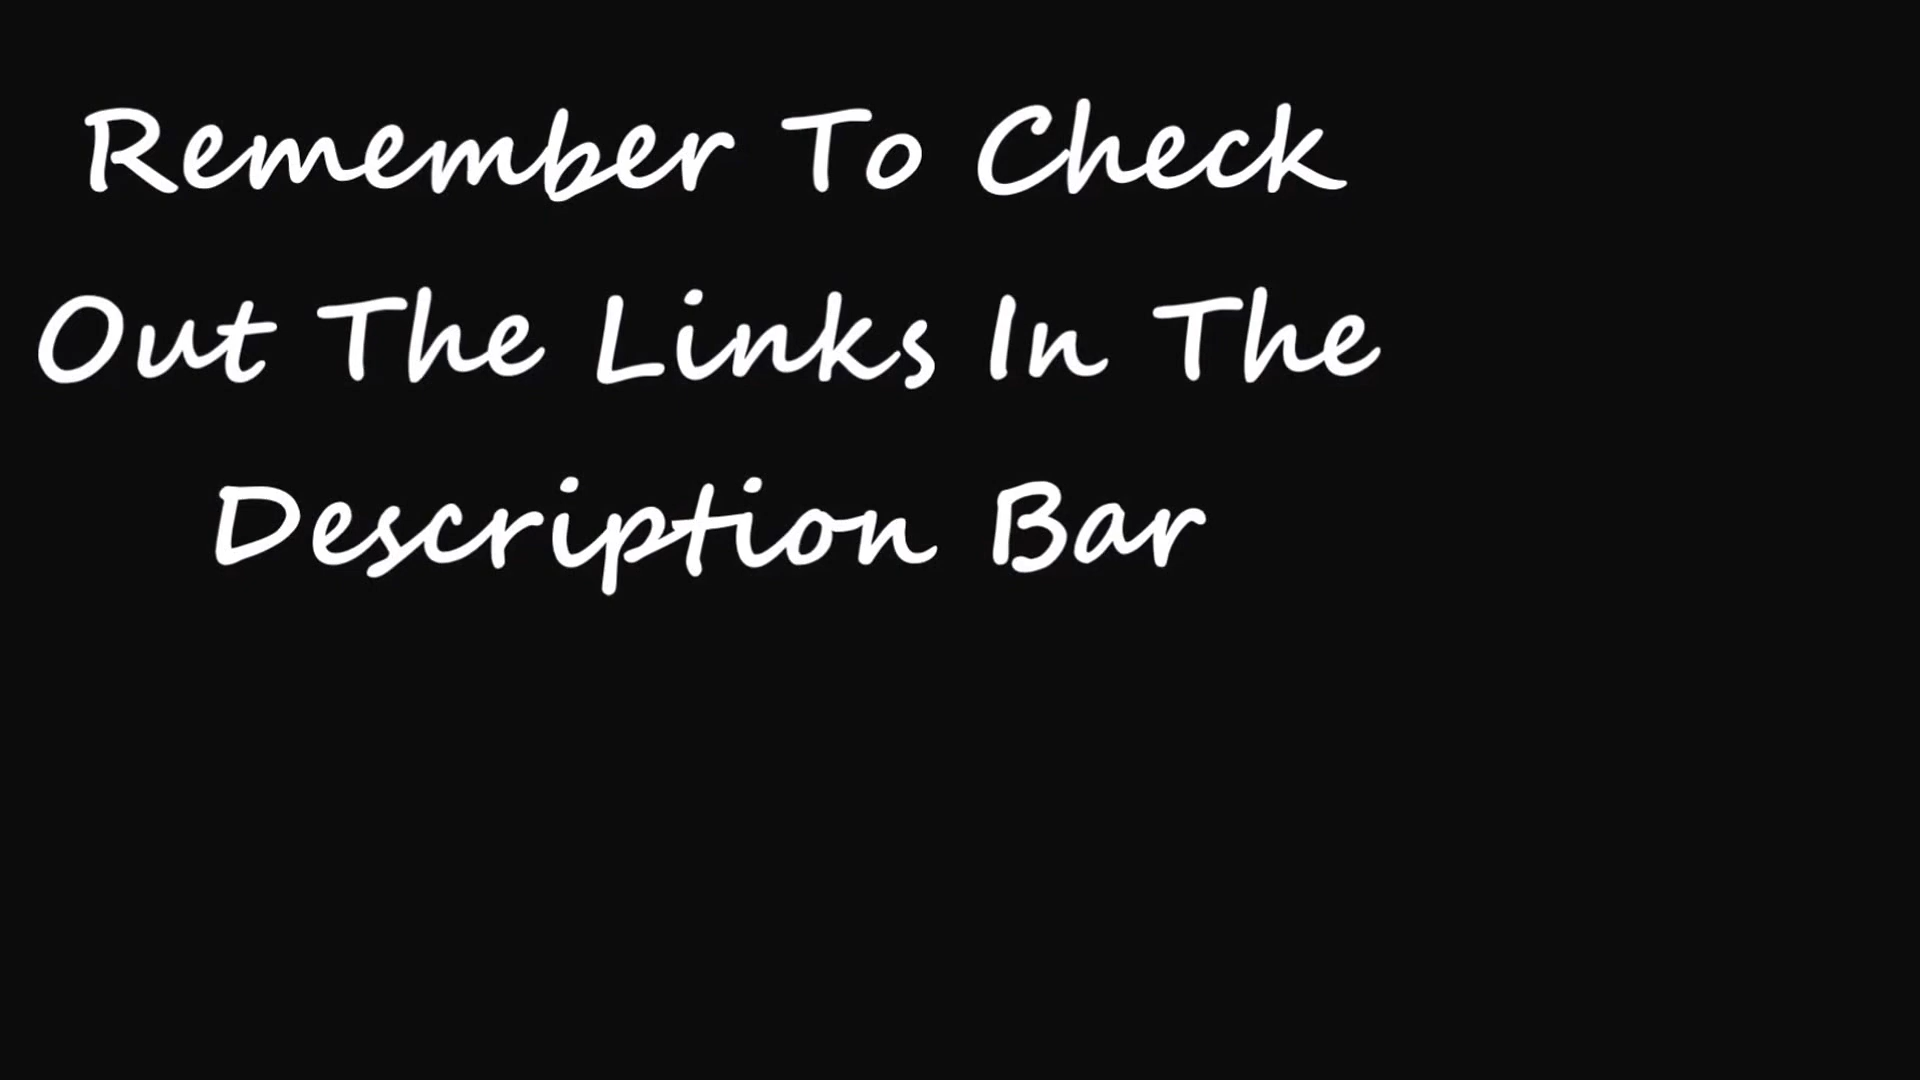 Remember To Check
Out The Links In The
Description Bar